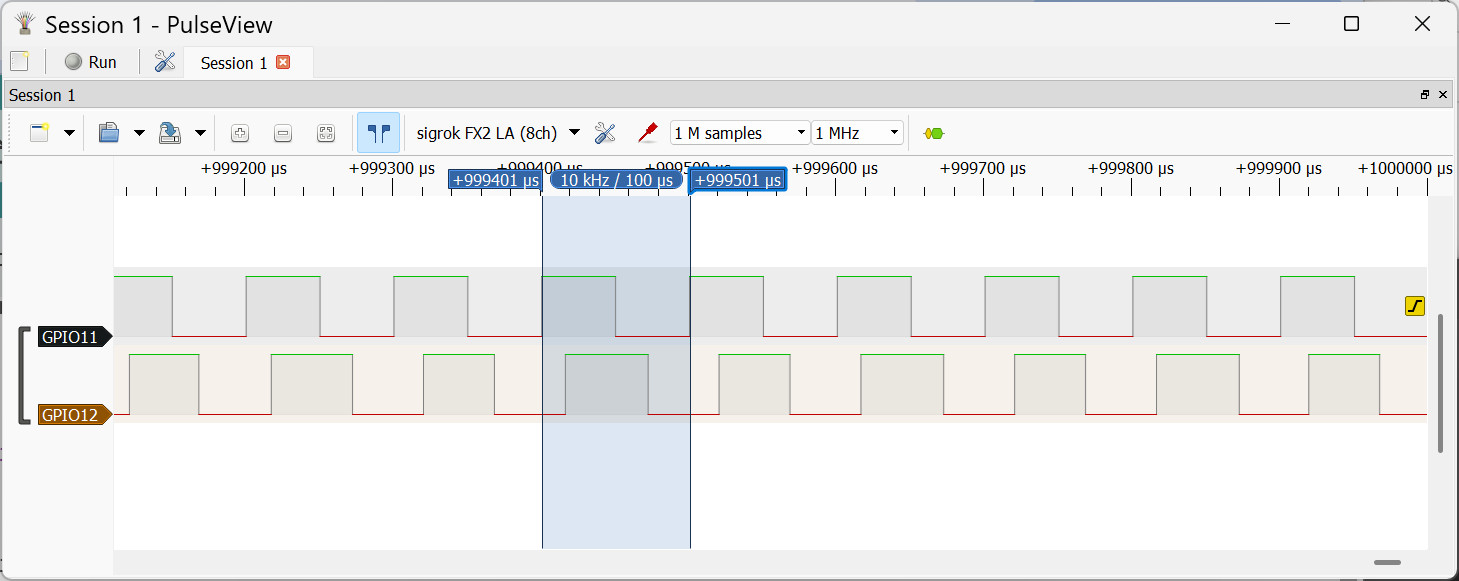 Session 1 - PulseView
Run
Session 1
Session 1
sigrok FX2 LA (8ch)
1 M samples
1 MHz
+999200 µs +999300 µs +999400 µs +999500 µs +999600 µs +999700 µs +999800 µs +999900 µs +1000000 µs
+999401 µs 10 kHz / 100 µs +999501 µs
GPIO11
GPIO12